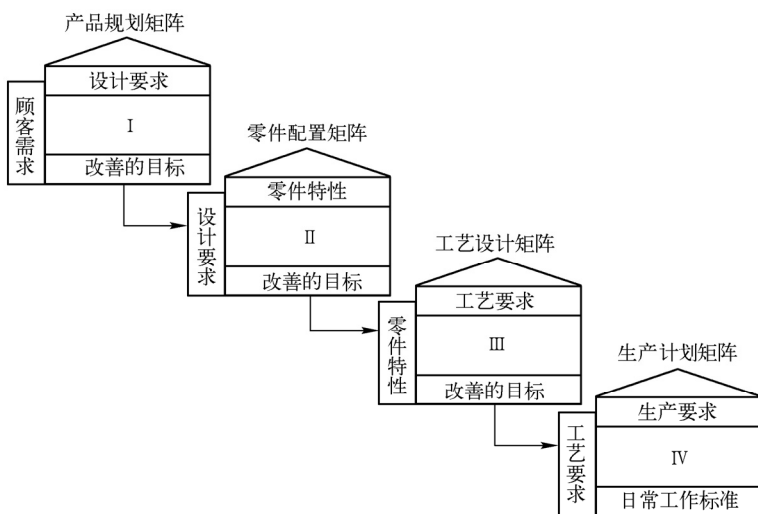 产品规划矩阵
设计要求
顾客需求
Ⅰ
改善的目标
零件配置矩阵
零件特性
设计要求
Ⅱ
改善的目标
工艺设计矩阵
工艺要求
零件特性
Ⅲ
改善的目标
生产计划矩阵
生产要求
工艺要求
Ⅳ
日常工作标准